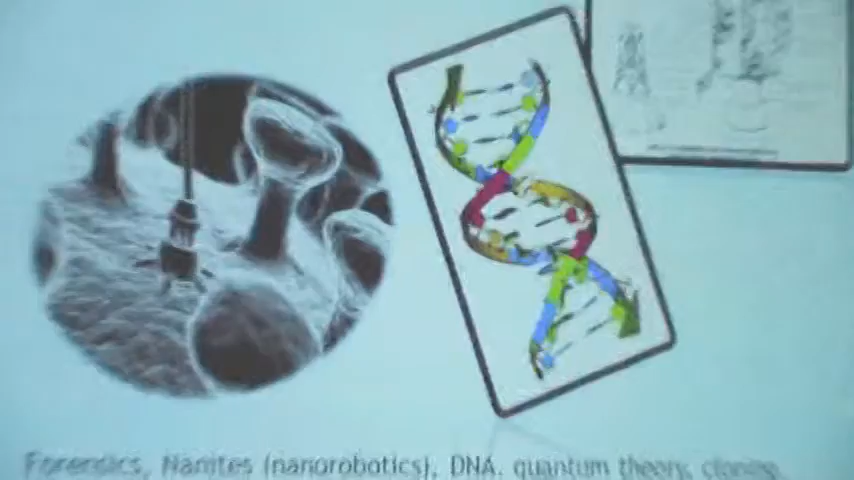 Forensics, Nanites (nanorobotics), DNA, quantum theory, cloning,